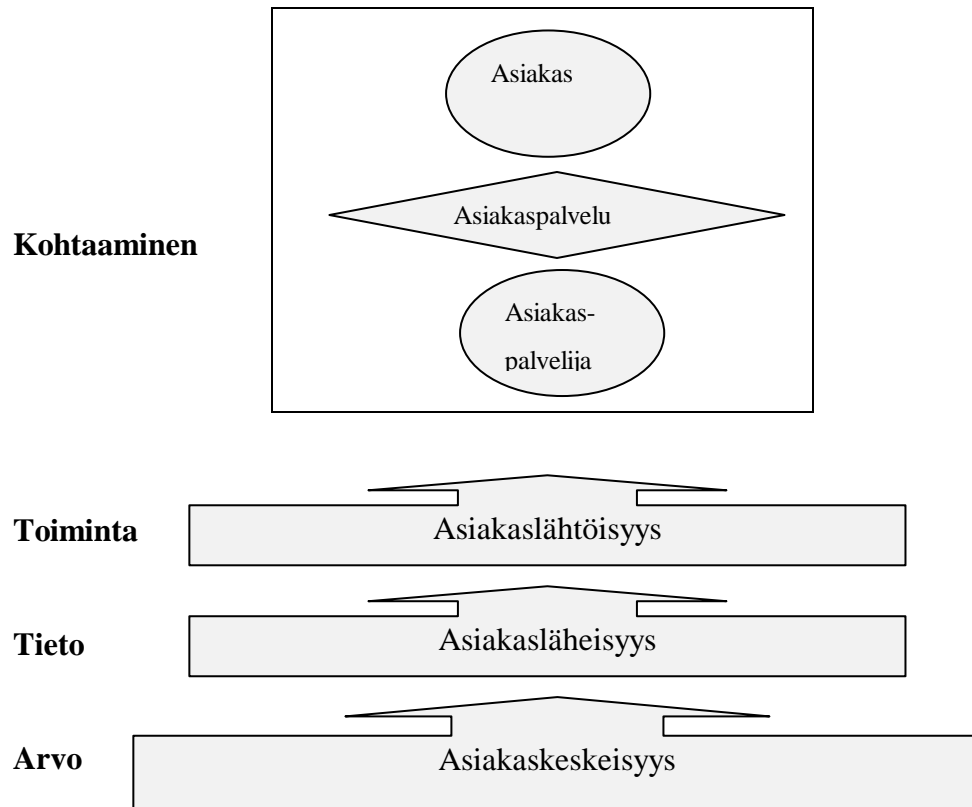 Asiakas
Kohtaaminen
Asiakaspalvelu
Asiakas-
palvelija
Toiminta
Asiakaslähtöisyys
Tieto
Asiakasläheisyys
Arvo
Asiakaskeskeisyys